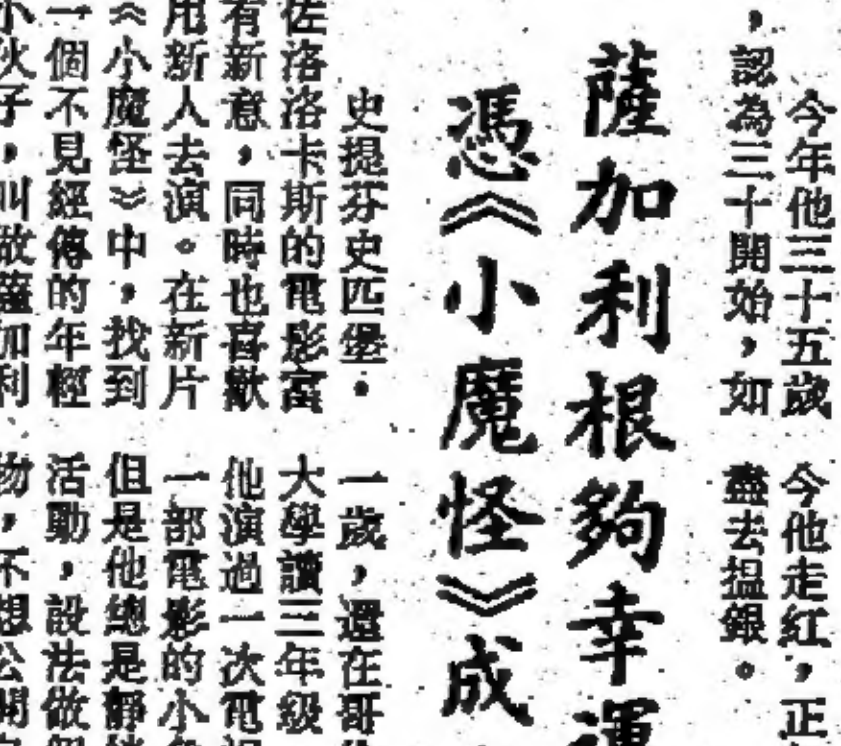 今年他三十五歲
，認為三十開始，如
今他走紅，正
盡去搵銀。
薩加利根夠幸運
憑《小魔怪》成
史提芬史匹堡·
佐洛洛卡斯的電影富
有新意，同時也喜歡
用新人去演。在新片
《小魔怪》中，找到
一個不見經傳的年輕
小伙子，叫做薩加利
一歲，還在哥
大學讀三年級
他演過一次電
一部電影的小
但是他總是靜
活動，設法做
物，不想公開